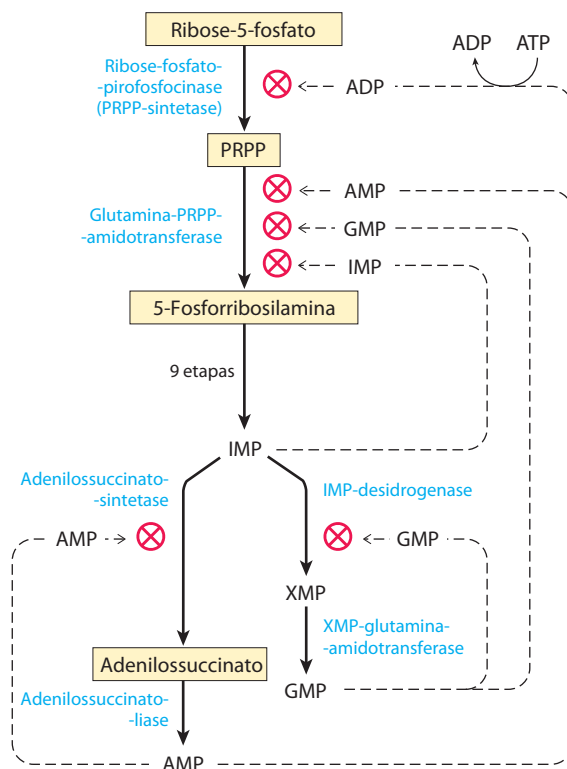 Ribose-5-fosfato
ADP ATP
Ribose-fosfato-
-pirofosfocinase
(PRPP-sintetase)
ADP
PRPP
AMP
Glutamina-PRPP-
-amidotransferase
GMP
IMP
5-Fosforribosilamina
9 etapas
IMP
Adenilossuccinato-
-sintetase
IMP-desidrogenase
AMP
GMP
XMP
XMP-glutamina-
-amidotransferase
Adenilossuccinato
GMP
Adenilossuccinato-
-liase
AMP